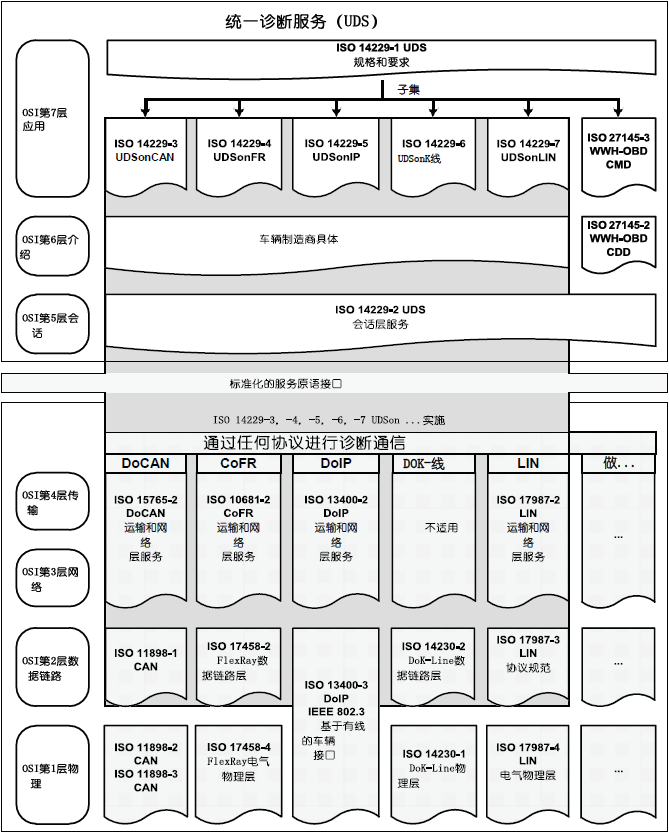 统一诊断服务（UDS）
ISO 14229-1 UDS
规格和要求
子集
OSI第7层
应用
ISO 14229-3
UDSonCAN
ISO 14229-4
UDSonFR
ISO 14229-5
UDSonIP
ISO 14229-6
UDSonK线
ISO 14229-7
UDSonLIN
ISO 27145-3
WWH-OBD
CMD
OSI第6层介
绍
车辆制造商具体
ISO 27145-2
WWH-OBD
CDD
OSI第5层会
话
ISO 14229-2 UDS
会话层服务
标准化的服务原语接口
ISO 14229-3, -4, -5, -6, -7 UDSon ...实施
通过任何协议进行诊断通信
DoCAN
CoFR
DoIP
DOK-线
LIN
做...
OSI第4层传
输
OSI第3层网
络
ISO 15765-2
DoCAN
运输和网
络
层服务
ISO 10681-2
CoFR
运输和网
络
层服务
ISO 13400-2
DoIP
运输和网
络
层服务
不适用
ISO 17987-2
LIN
运输和网
络
层服务
...
OSI第2层数
据链路
ISO 11898-1
CAN
ISO 17458-2
FlexRay数
据链路层
ISO 13400-3
DoIP
IEEE 802.3
基于有线
的车辆
接口
ISO 14230-2
DoK-Line数
据链路层
ISO 17987-3
LIN
协议规范
...
OSI第1层物
理
ISO 11898-2
CAN
ISO 11898-3
CAN
ISO 17458-4
FlexRay电气
物理层
ISO 14230-1
DoK-Line物
理层
ISO 17987-4
LIN
电气物理层
...